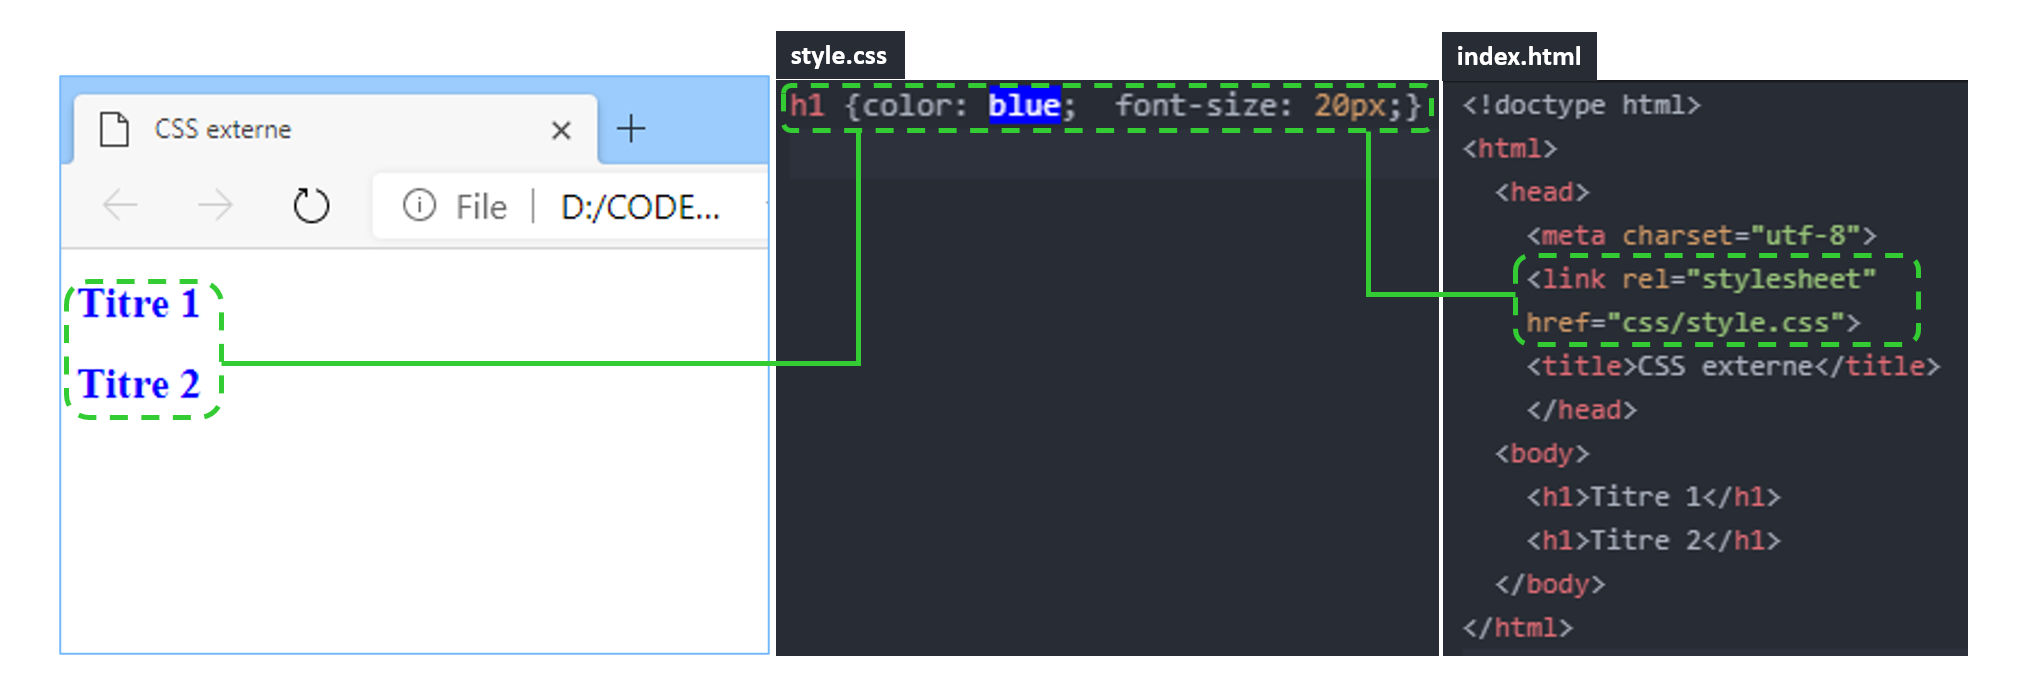 CSS externe
File | D:/CODE...
Titre 1
Titre 2
style.css
h1 {color: blue;  font-size: 20px;}
index.html
<!doctype html>
<html>
<head>
<meta charset="utf-8">
<link rel="stylesheet"
href="css/style.css">
<title>CSS externe</title>
</head>
<body>
<h1>Titre 1</h1>
<h1>Titre 2</h1>
</body>
</html>